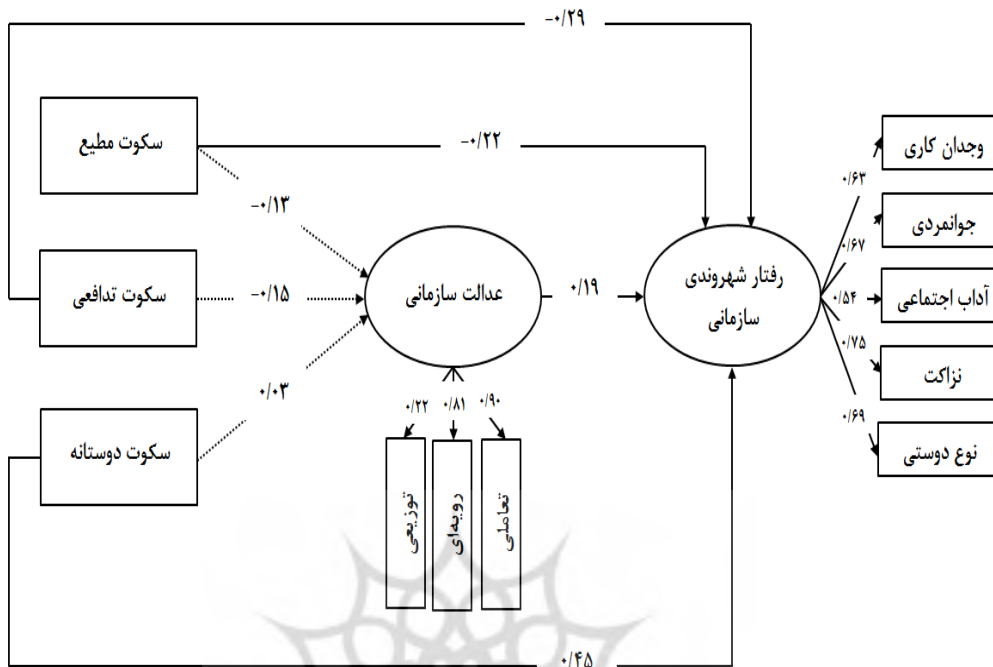 -۰/۲۹
سکوت مطیع
-۰/۲۲
-۰/۱۳
سکوت تدافعی
-۰/۱۵
سکوت دوستانه
۰/۰۳
عدالت سازمانی
۰/۱۹
رفتار شهروندی
سازمانی
۰/۲۲
۰/۸۱
۰/۹۰
توزیعی
رویه‌ای
تعاملی
۰/۶۳
وجدان کاری
۰/۶۷
جوانمردی
۰/۵۴
آداب اجتماعی
۰/۷۵
نزاکت
۰/۶۹
نوع دوستی
۰/۴۵